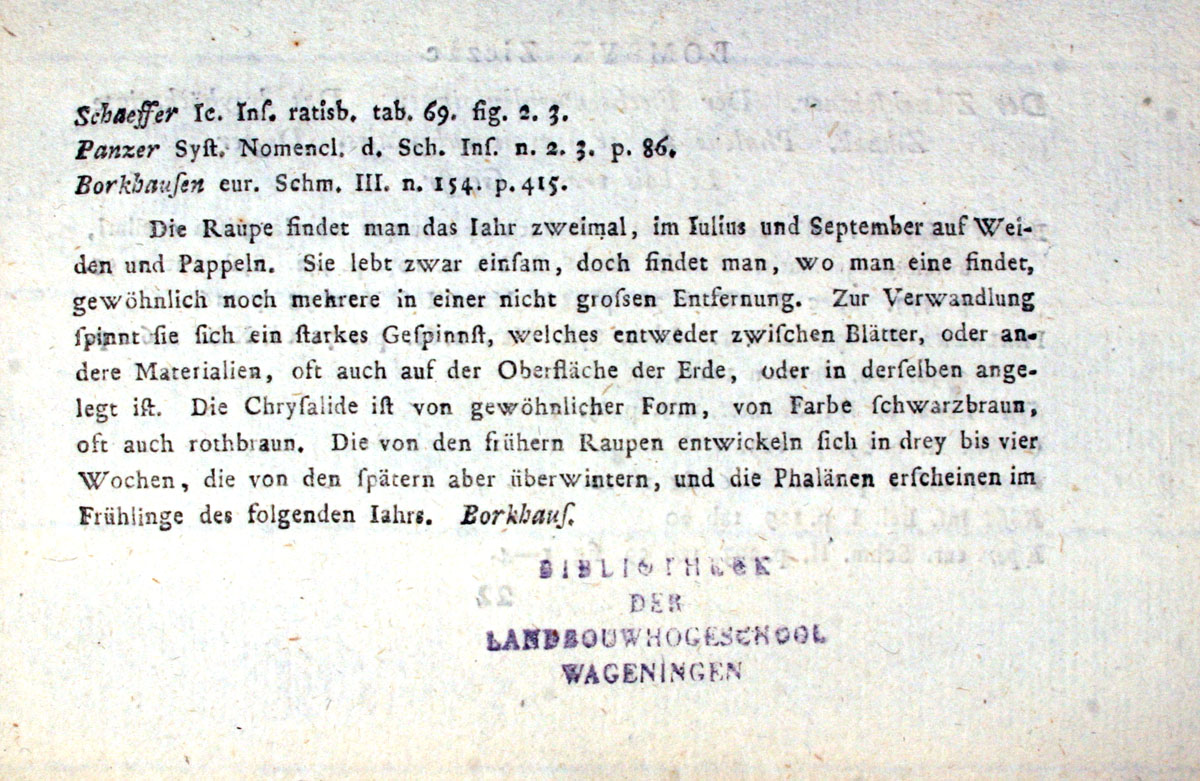 Schaeffer Ic. Inſ. ratisb. tab. 69. fig. 2. 3.
Panzer Syſt. Nomencl. d. Sch. Inſ. n. 2. 3. p. 86.
Borkhauſen eur. Schm. III. n. 154. p. 415.
Die Raupe findet man das Iahr zweimal, im Iulius und September auf Wei-
den und Pappeln. Sie lebt zwar einſam, doch findet man, wo man eine findet,
gewöhnlich noch mehrere in einer nicht groſsen Entfernung. Zur Verwandlung
ſpinnt ſie ſich ein ſtarkes Geſpinnſt, welches entweder zwiſchen Blätter, oder an-
dere Materialien, oft auch auf der Oberfläche der Erde, oder in derſelben ange-
legt iſt. Die Chryſalide iſt von gewöhnlicher Form, von Farbe ſchwarzbraun,
oft auch rothbraun. Die von den frühern Raupen entwickeln ſich in drey bis vier
Wochen, die von den ſpätern aber überwintern, und die Phalänen erſcheinen im
Frühlinge des folgenden Iahrs. Borkhauſ.
BIBLIOTHEEK
DER
LANDBOUWHOGESCHOOL
WAGENINGEN